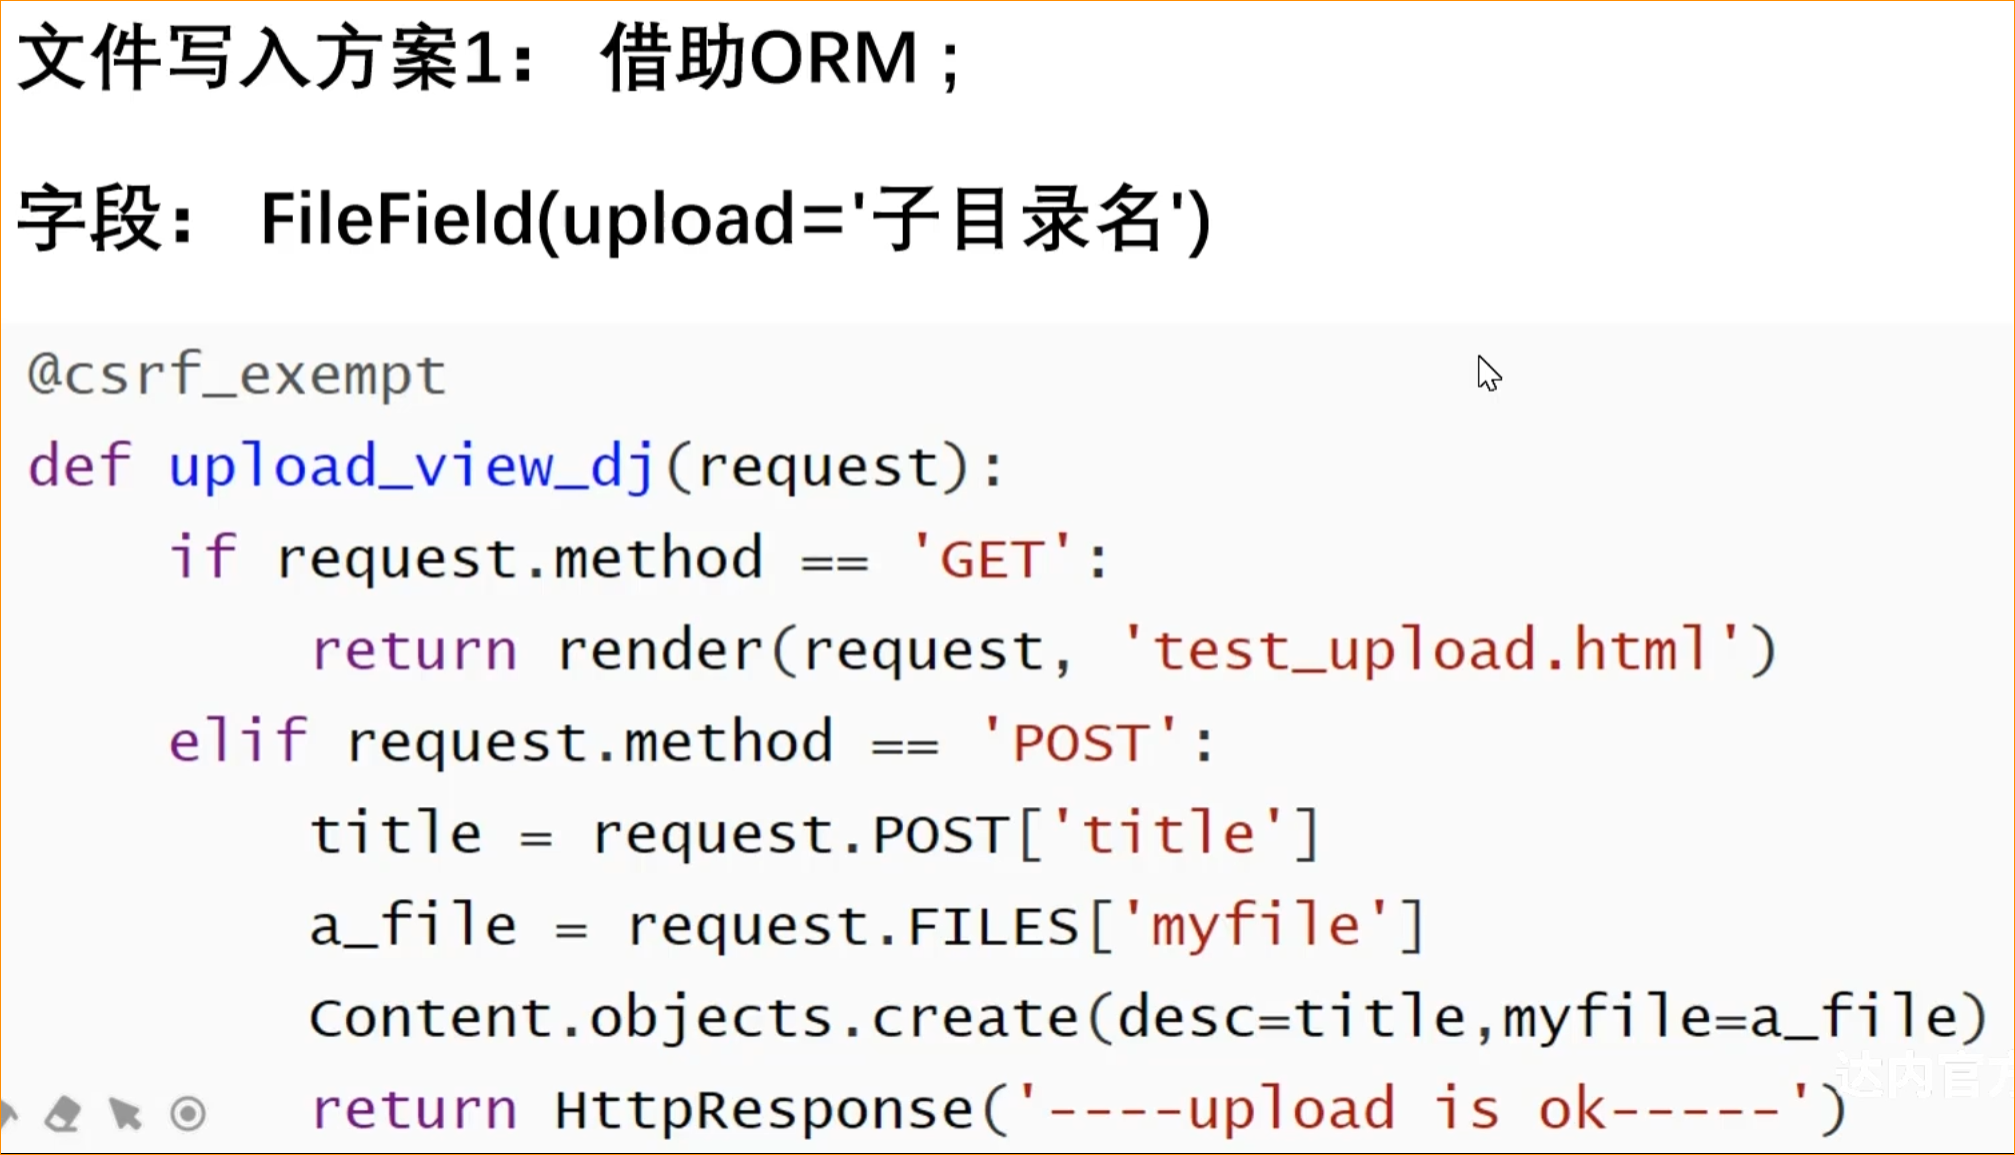 文件写入方案1： 借助ORM ;
字段： FileField(upload='子目录名')
@csrf_exempt
def upload_view_dj(request):
    if request.method == 'GET':
        return render(request, 'test_upload.html')
    elif request.method == 'POST':
        title = request.POST['title']
        a_file = request.FILES['myfile']
        Content.objects.create(desc=title,myfile=a_file)
        return HttpResponse('----upload is ok-----')
达内官